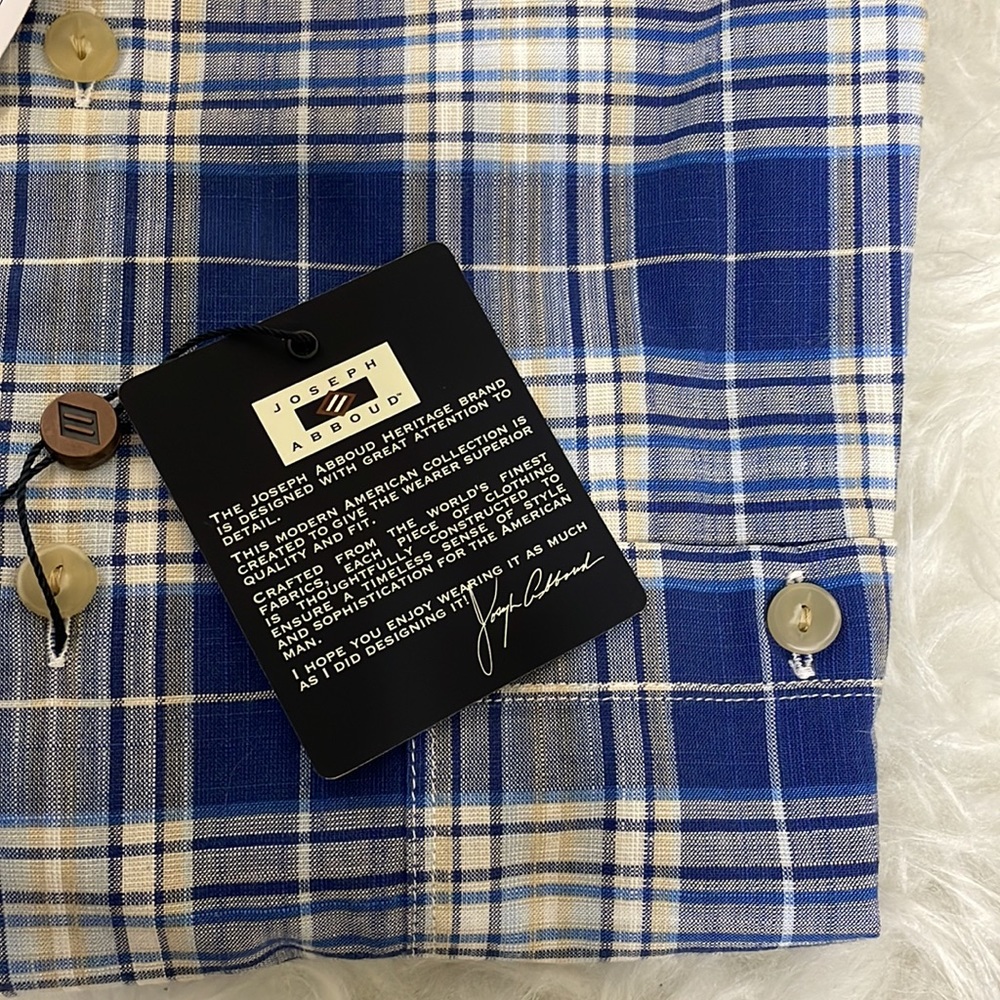 JOSEPH
ABBOUD™
THE JOSEPH ABBOUD HERITAGE BRAND
IS DESIGNED WITH GREAT ATTENTION TO
DETAIL.
THIS MODERN AMERICAN COLLECTION IS
CREATED TO GIVE THE WEARER SUPERIOR
QUALITY AND FIT.
CRAFTED FROM THE WORLD'S FINEST
FABRICS, EACH PIECE OF CLOTHING
IS THOUGHTFULLY CONSTRUCTED TO
ENSURE A TIMELESS SENSE OF STYLE
AND SOPHISTICATION FOR THE AMERICAN
MAN.
I HOPE YOU ENJOY WEARING IT AS MUCH
AS I DID DESIGNING IT!
Joseph Abboud